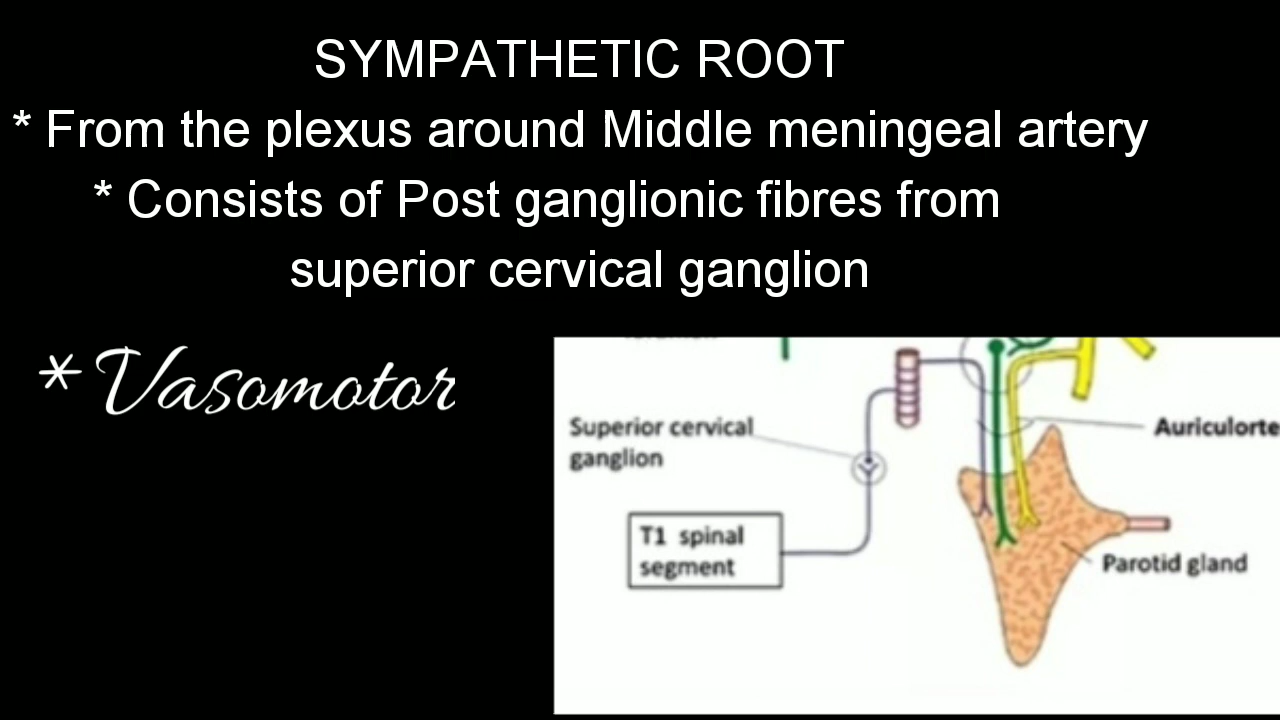 SYMPATHETIC ROOT
* From the plexus around Middle meningeal artery
* Consists of Post ganglionic fibres from
superior cervical ganglion
* Vasomotor
Superior cervical
ganglion
Auriculorte
T1 spinal
segment
Parotid gland